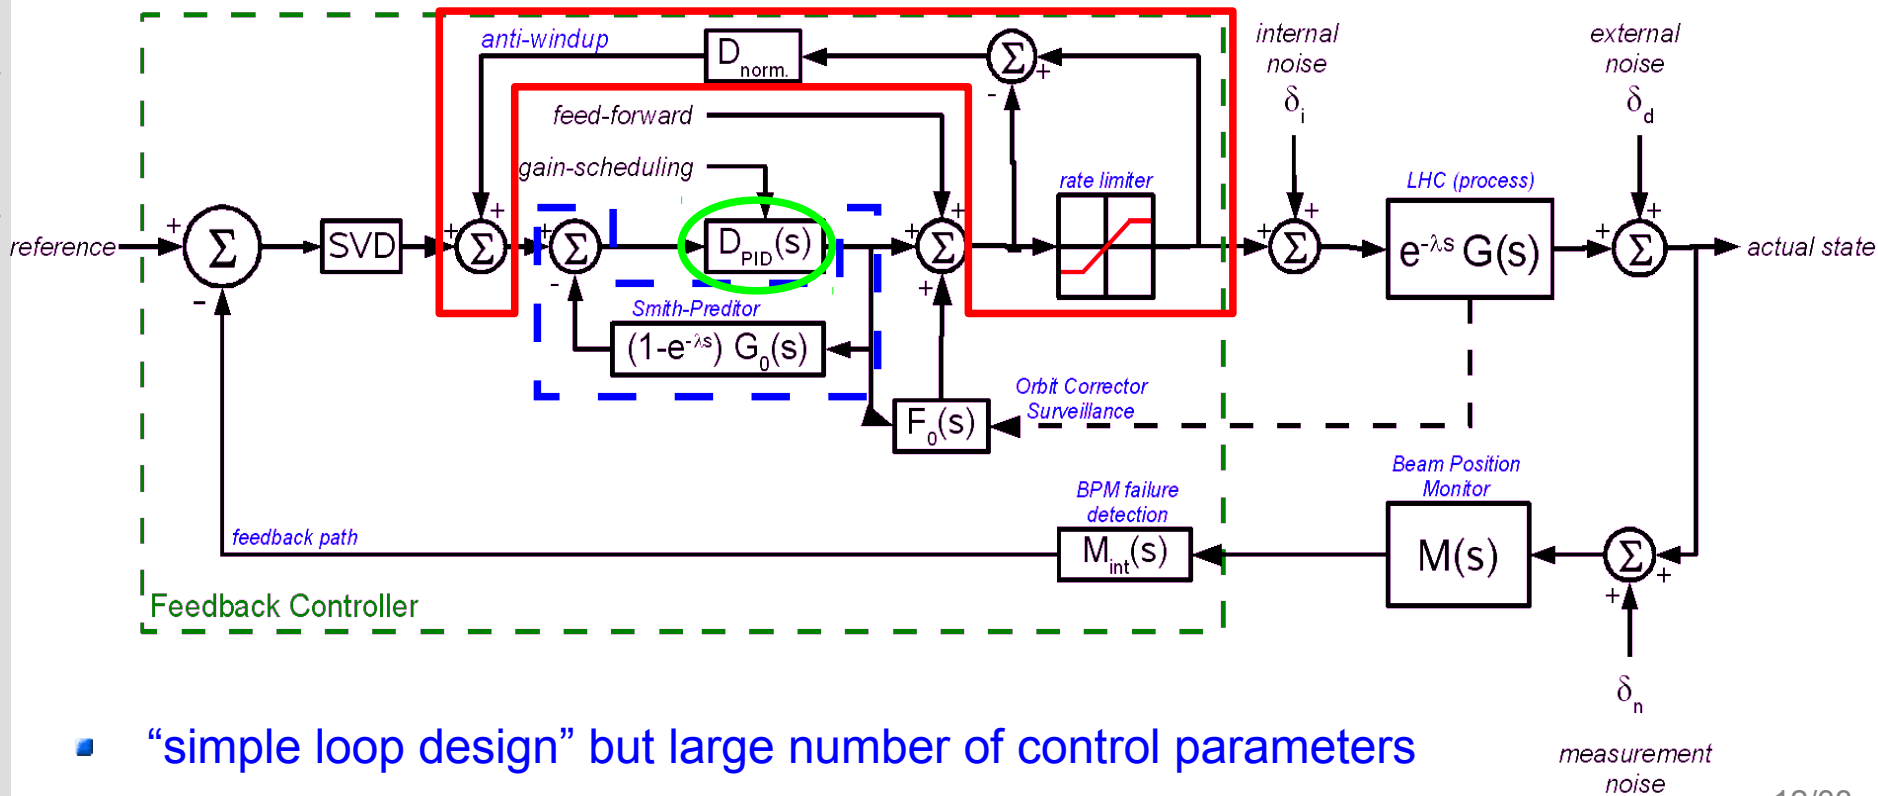 anti-windup
D norm.
Σ
+
-
internal
noise
δi
external
noise
δd
feed-forward
gain-scheduling
rate limiter
LHC (process)
reference
+
Σ
-
SVD
+
+
Σ
+
Σ
-
DPID(s)
+
+
Σ
+
+
+
Σ
e-λs G(s)
+
+
Σ
actual state
Smith-Preditor
(1-e-λs) G0(s)
Orbit Corrector
Surveillance
F0(s)
Beam Position
Monitor
BPM failure
detection
feedback path
Mint(s)
M(s)
Σ
+
+
Feedback Controller
δn
"simple loop design" but large number of control parameters
measurement
noise